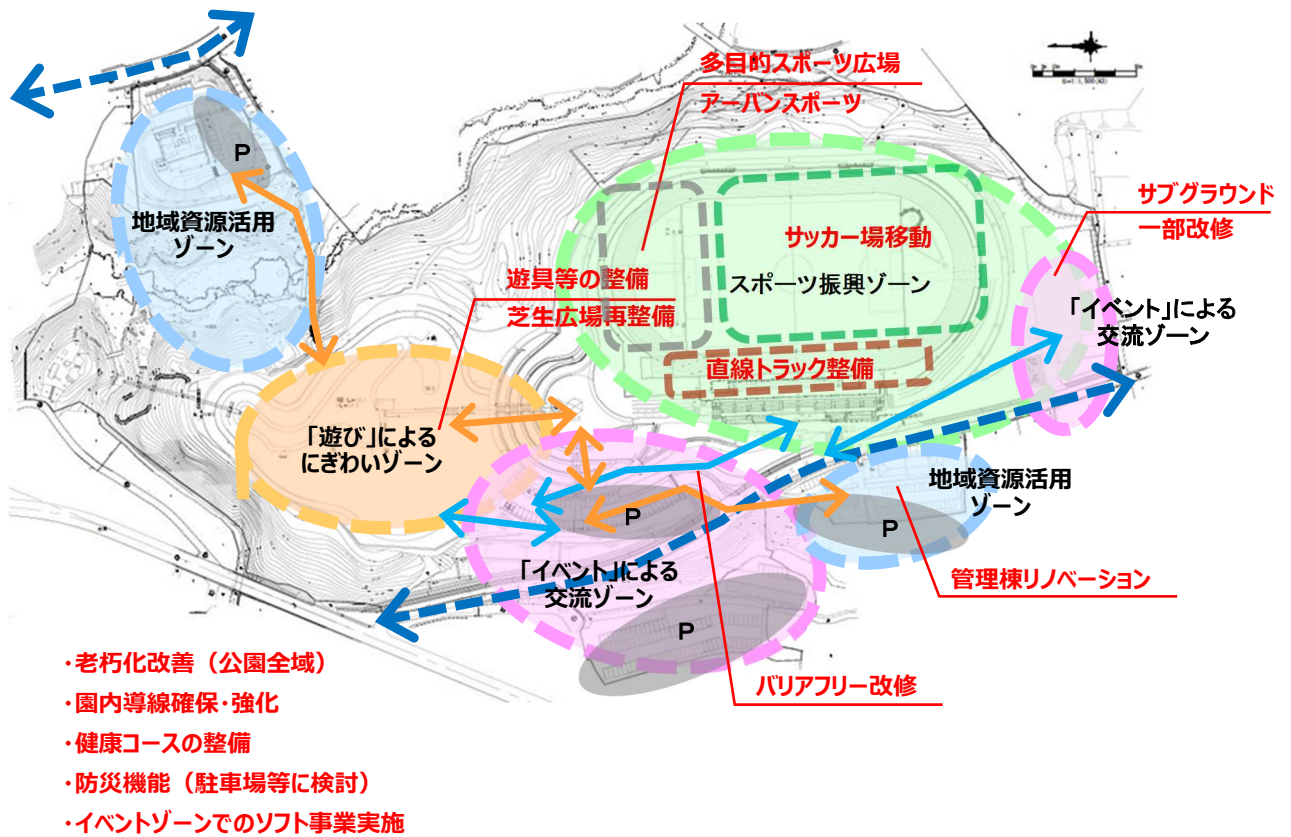 多目的スポーツ広場
アーバンスポーツ
P
サブグラウンド
一部改修
地域資源活用
ゾーン
サッカー場移動
遊具等の整備
スポーツ振興ゾーン
芝生広場再整備
「イベント」による
交流ゾーン
直線トラック整備
「遊び」による
にぎわいゾーン
地域資源活用
ゾーン
P
P
「イベント」による
交流ゾーン
管理棟リノベーション
P
バリアフリー改修
・老朽化改善（公園全域）
・園内導線確保・強化
・健康コースの整備
・防災機能（駐車場等に検討）
・イベントゾーンでのソフト事業実施